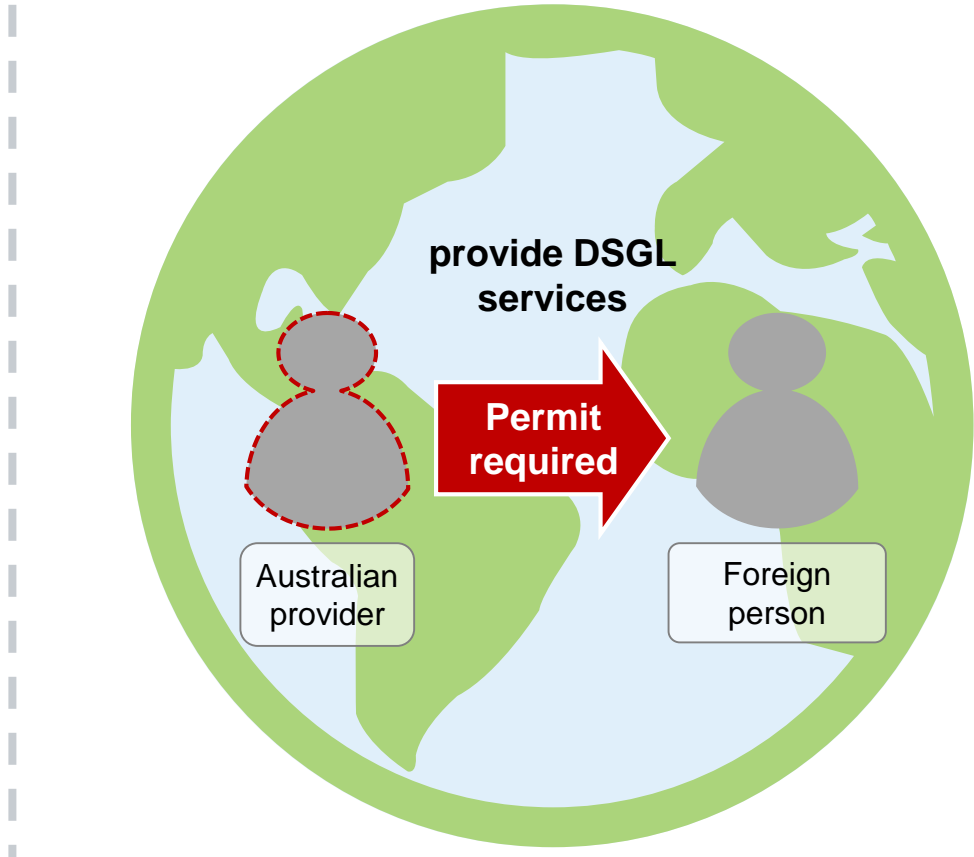 provide DSGL
services
Permit
required
Australian
provider
Foreign
person